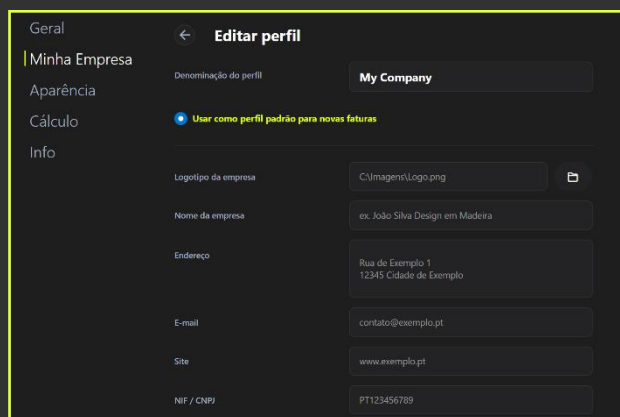 Geral
Minha Empresa
Aparência
Cálculo
Info
Editar perfil
Denominação do perfil
My Company
Usar como perfil padrão para novas faturas
Logotipo da empresa
C:\Imagens\Logo.png
Nome da empresa
ex. João Silva Design em Madeira
Endereço
Rua de Exemplo 1
12345 Cidade de Exemplo
E-mail
contato@exemplo.pt
Site
www.exemplo.pt
NIF / CNPJ
PT123456789